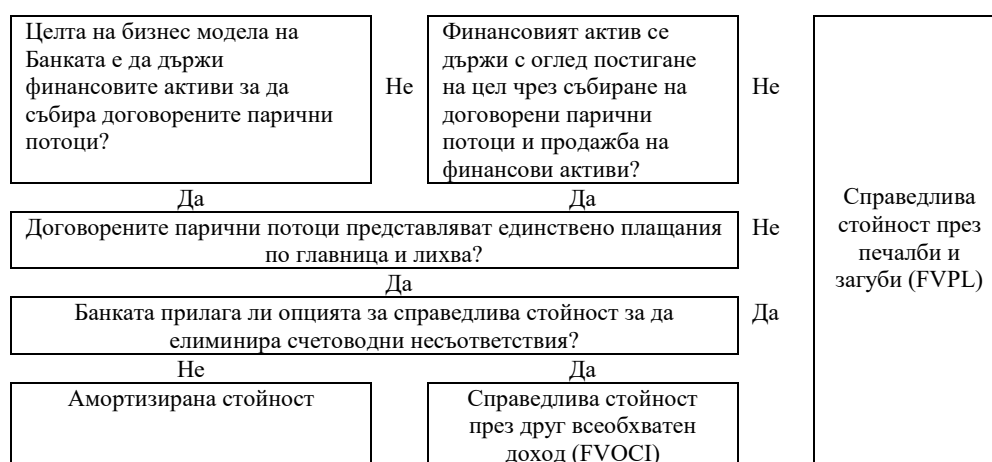 Целта на бизнес модела на
Банката е да държи
финансовите активи за да
събира договорените парични
потоци?
Не
Финансовият актив се
държи с оглед постигане
на цел чрез събиране на
договорени парични
потоци и продажба на
финансови активи?
Не
Да
Да
Договорените парични потоци представляват единствено плащания
по главница и лихва?
Не
Да
Банката прилага ли опцията за справедлива стойност за да
елиминира счетоводни несъответствия?
Да
Не
Да
Амортизирана стойност
Справедлива стойност
през друг всеобхватен
доход (FVOCI)
Справедлива
стойност през
печалби и
загуби (FVPL)